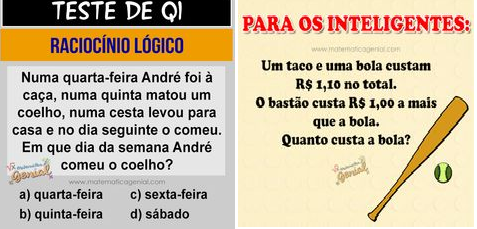 TESTE DE QI
RACIOCÍNIO LÓGICO
Numa quarta-feira André foi à
caça, numa quinta matou um
coelho, numa cesta levou para
casa e no dia seguinte o comeu.
Em que dia da semana André
comeu o coelho?
Genial
www.matematicagenial.com
a) quarta-feira
c) sexta-feira
b) quinta-feira
d) sábado
PARA OS INTELIGENTES:
www.matematicagenial.com
Um taco e uma bola custam
R$ 1,10 no total.
O bastão custa R$ 1,00 a mais
que a bola.
Quanto custa a bola?
Genial